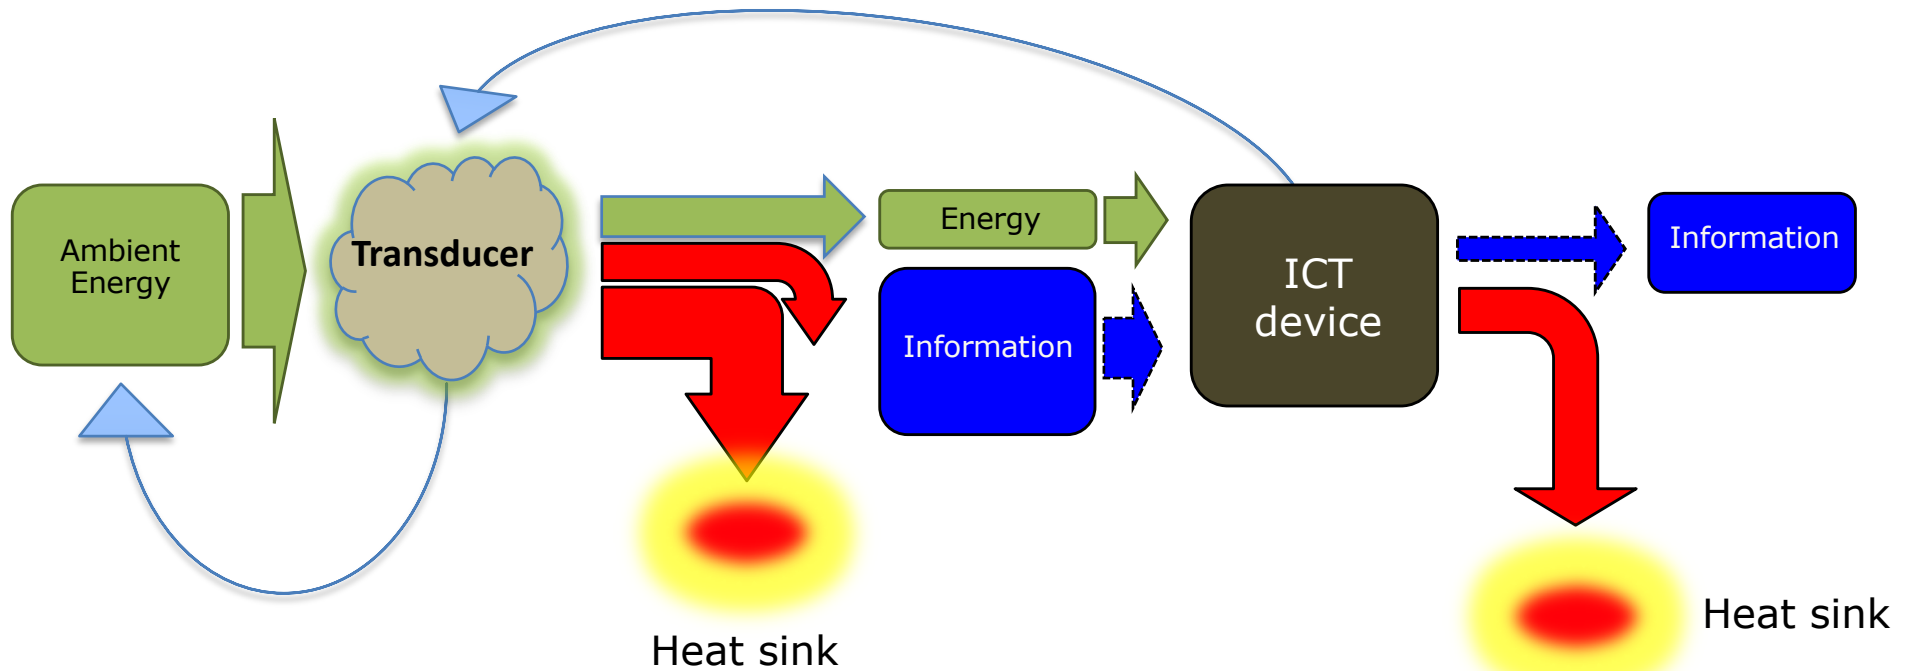 Ambient
Energy
Transducer
Energy
Information
ICT
device
Information
Heat sink
Heat sink